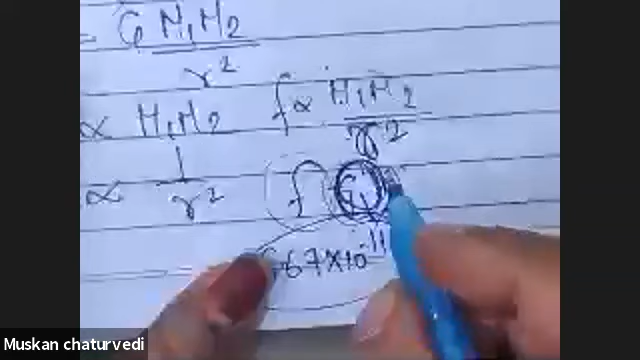 = G M₁M₂
r²
∝ M₁M₂ f ∝ M₁M₂
r²
∝ 1
r² f G
6.67×10⁻¹¹
Muskan chaturvedi